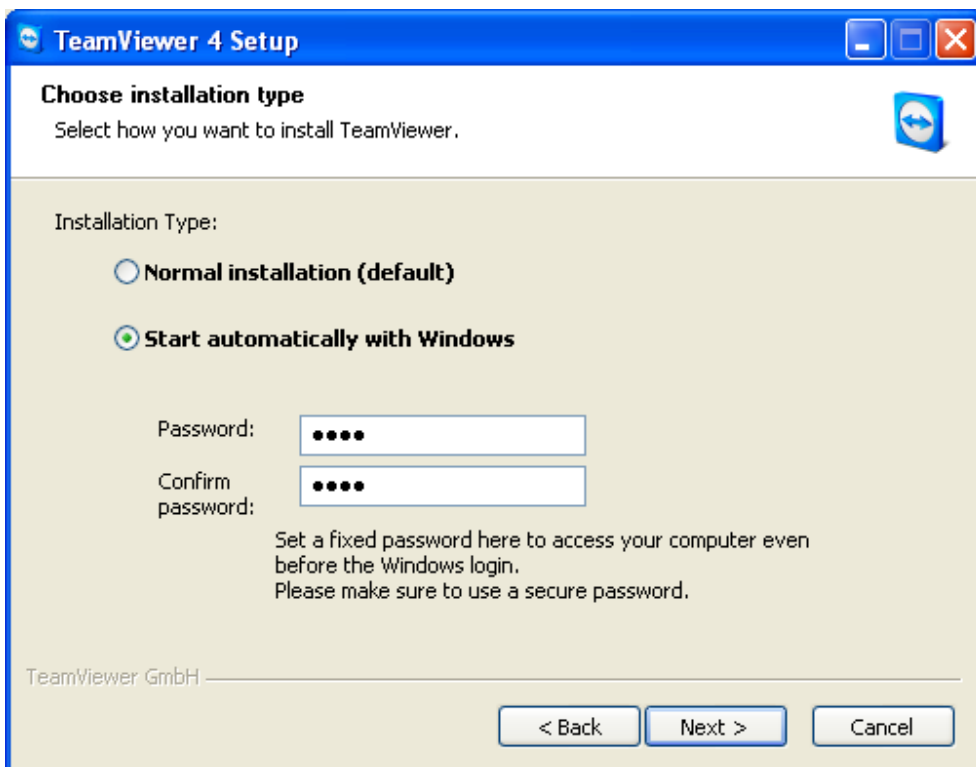 TeamViewer 4 Setup
Choose installation type
Select how you want to install TeamViewer.
Installation Type:
Normal installation (default)
Start automatically with Windows
Password:
••••
Confirm
password:
••••
Set a fixed password here to access your computer even
before the Windows login.
Please make sure to use a secure password.
TeamViewer GmbH
< Back
Next >
Cancel